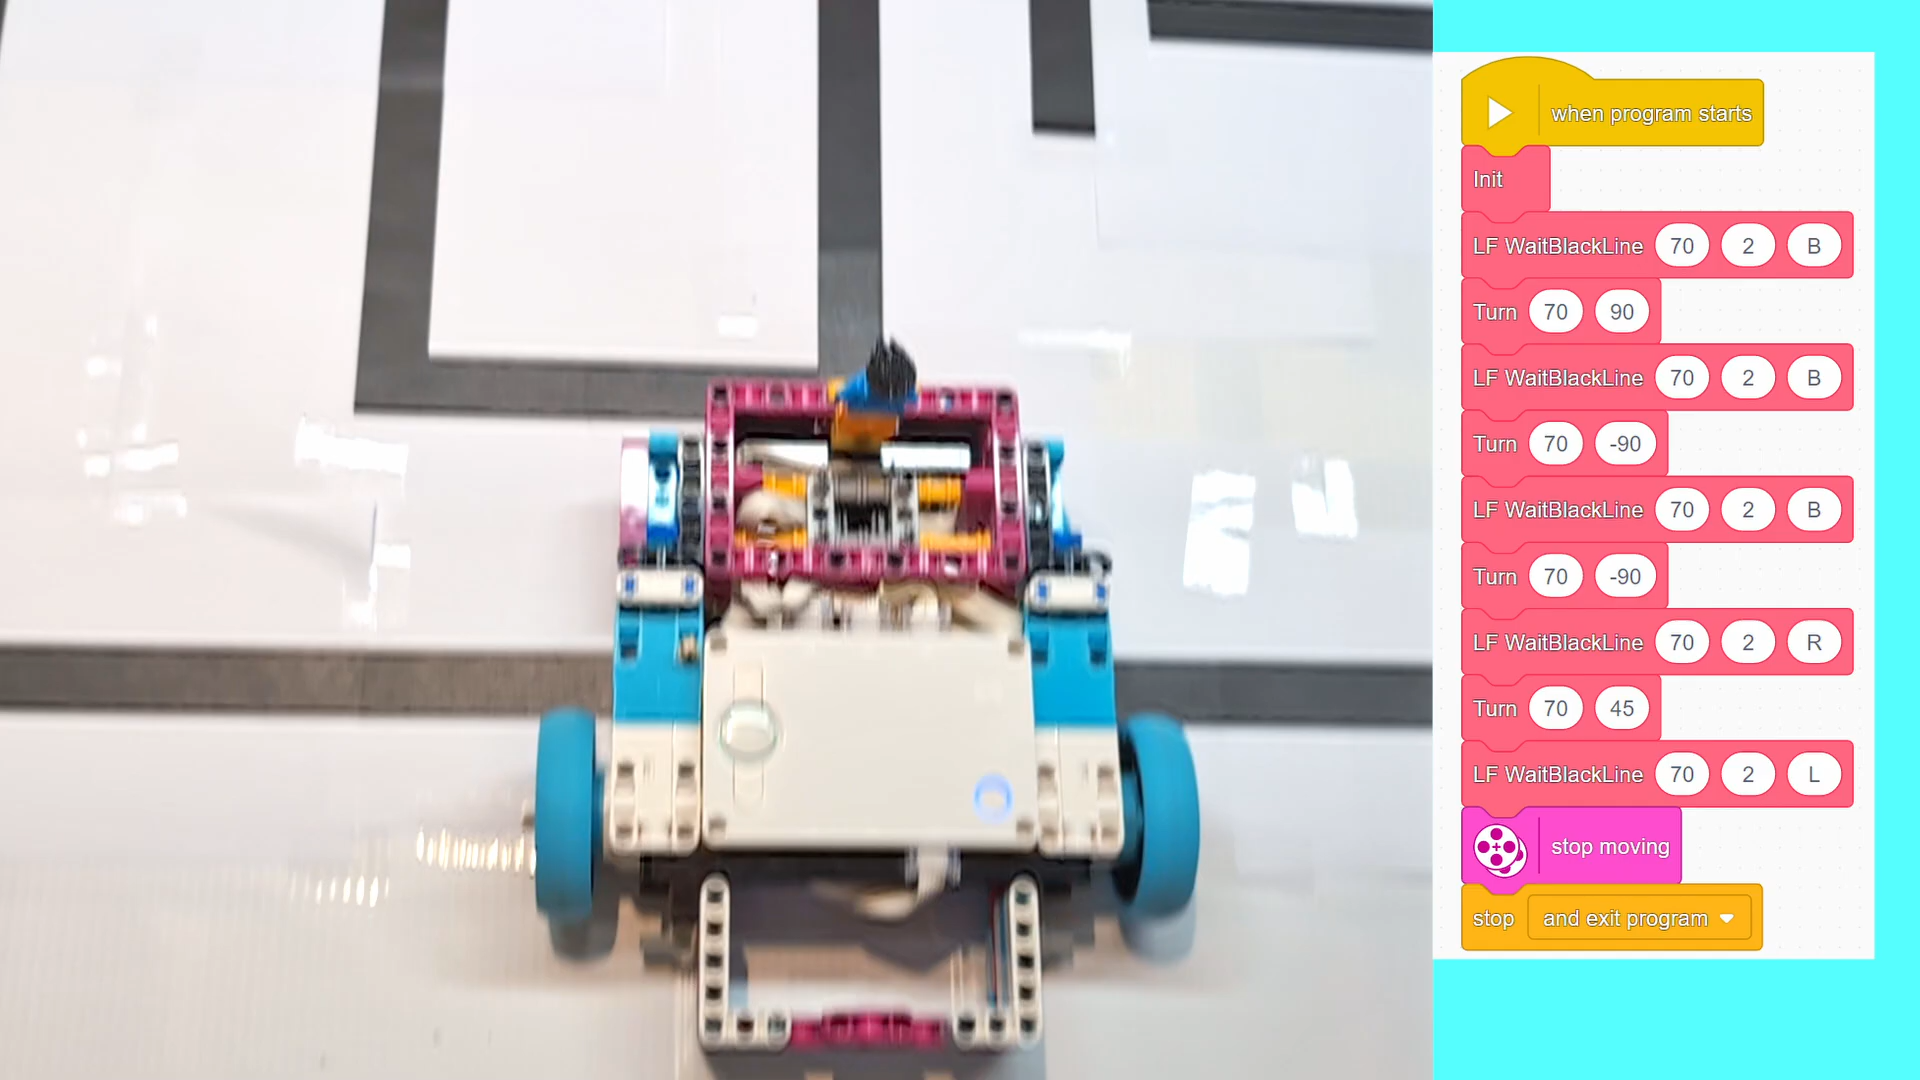 when program starts
Init
LF WaitBlackLine 70 2 B
Turn 70 90
LF WaitBlackLine 70 2 B
Turn 70 -90
LF WaitBlackLine 70 2 B
Turn 70 -90
LF WaitBlackLine 70 2 R
Turn 70 45
LF WaitBlackLine 70 2 L
stop moving
stop and exit program